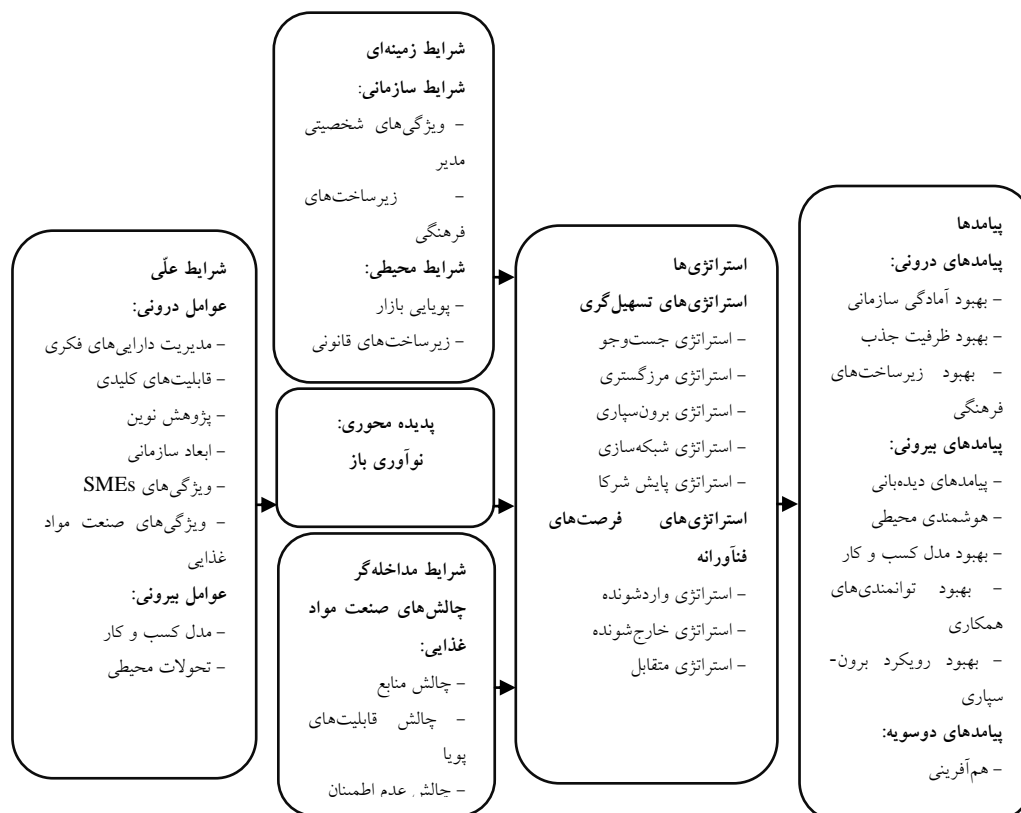 شرایط زمینه‌ای
شرایط سازمانی:
- ویژگی‌های شخصیتی
مدیر
- زیرساخت‌های
فرهنگی
شرایط محیطی:
- پویایی بازار
- زیرساخت‌های قانونی
شرایط علّی
عوامل درونی:
- مدیریت دارایی‌های فکری
- قابلیت‌های کلیدی
- پژوهش نوین
- ابعاد سازمانی
- ویژگی‌های SMEs
- ویژگی‌های صنعت مواد
غذایی
عوامل بیرونی:
- مدل کسب و کار
- تحولات محیطی
پدیده محوری:
نوآوری باز
شرایط مداخله‌گر
چالش‌های صنعت مواد
غذایی:
- چالش منابع
- چالش قابلیت‌های
پویا
- چالش عدم اطمینان
استراتژی‌ها
استراتژی‌های تسهیل‌گری
- استراتژی جست‌وجو
- استراتژی مرزگستری
- استراتژی برون‌سپاری
- استراتژی شبکه‌سازی
- استراتژی پایش شرکا
استراتژی‌های فرصت‌های
فنآورانه
- استراتژی واردشونده
- استراتژی خارج‌شونده
- استراتژی متقابل
پیامدها
پیامدهای درونی:
- بهبود آمادگی سازمانی
- بهبود ظرفیت جذب
- بهبود زیرساخت‌های
فرهنگی
پیامدهای بیرونی:
- پیامدهای دیده‌بانی
- هوشمندی محیطی
- بهبود مدل کسب و کار
- بهبود توانمندی‌های
همکاری
- بهبود رویکرد برون-
سپاری
پیامدهای دوسویه:
- هم‌آفرینی